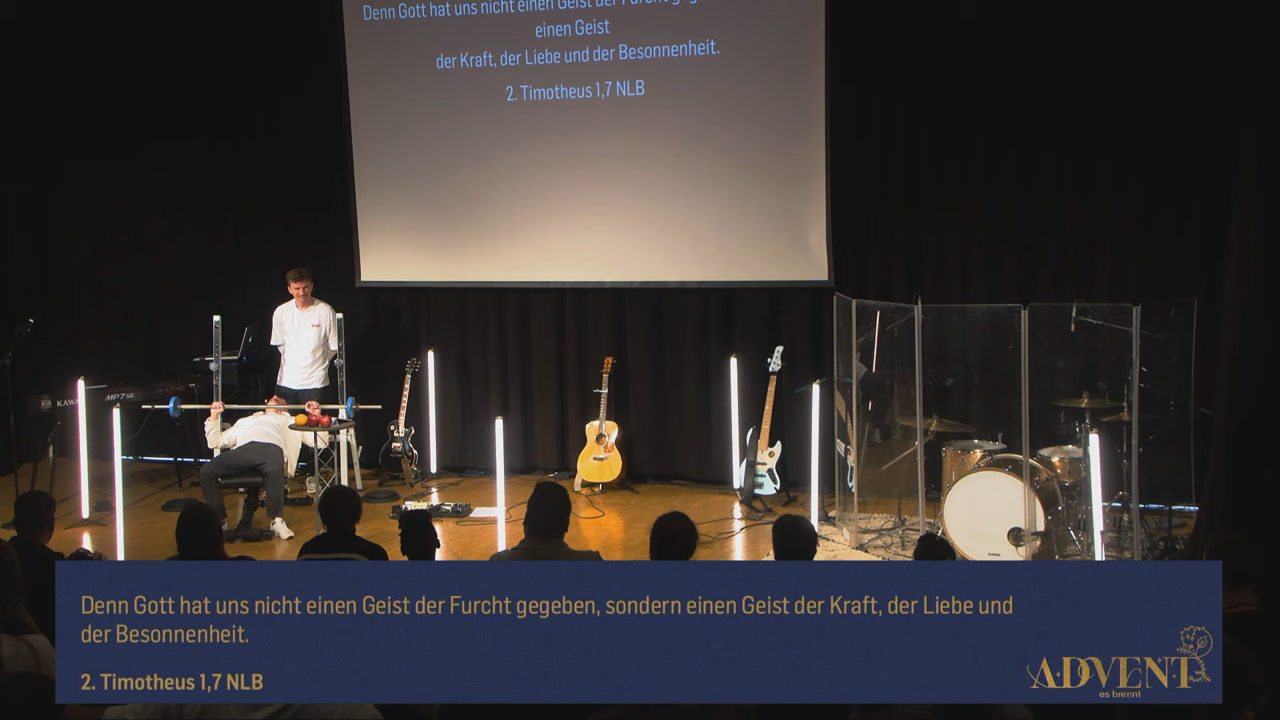 Denn Gott hat uns nicht einen Geist der Furcht
einen Geist
der Kraft, der Liebe und der Besonnenheit.
2. Timotheus 1,7 NLB
KAWAI
MP7SE
Denn Gott hat uns nicht einen Geist der Furcht gegeben, sondern einen Geist der Kraft, der Liebe und
der Besonnenheit.
2. Timotheus 1,7 NLB
ADVENT
es brennt